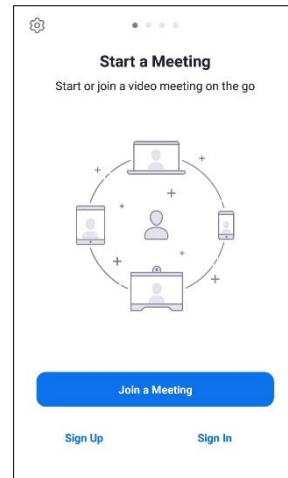 Start a Meeting
Start or join a video meeting on the go
Join a Meeting
Sign Up
Sign In